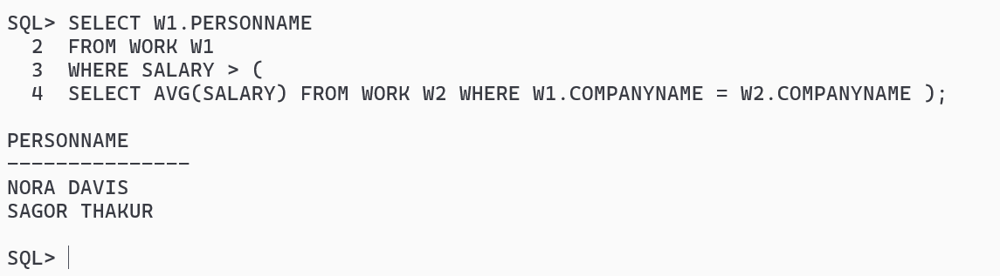 SQL> SELECT W1.PERSONNAME
  2  FROM WORK W1
  3  WHERE SALARY > (
  4  SELECT AVG(SALARY) FROM WORK W2 WHERE W1.COMPANYNAME = W2.COMPANYNAME );
PERSONNAME
---------------
NORA DAVIS
SAGOR THAKUR
SQL>